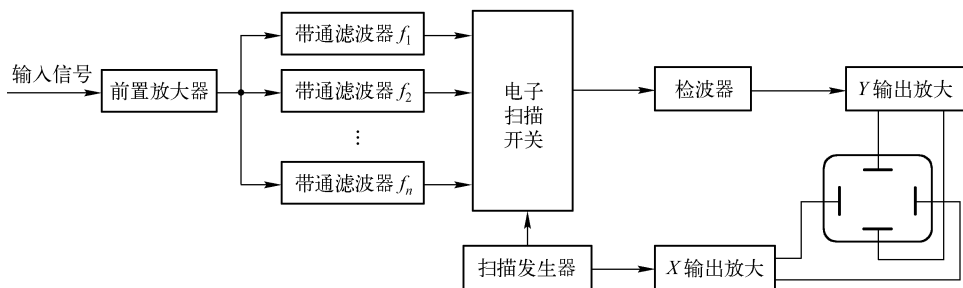 输入信号
前置放大器
带通滤波器 f1
带通滤波器 f2
⋮
带通滤波器 fn
电子
扫描
开关
检波器
Y 输出放大
扫描发生器
X 输出放大